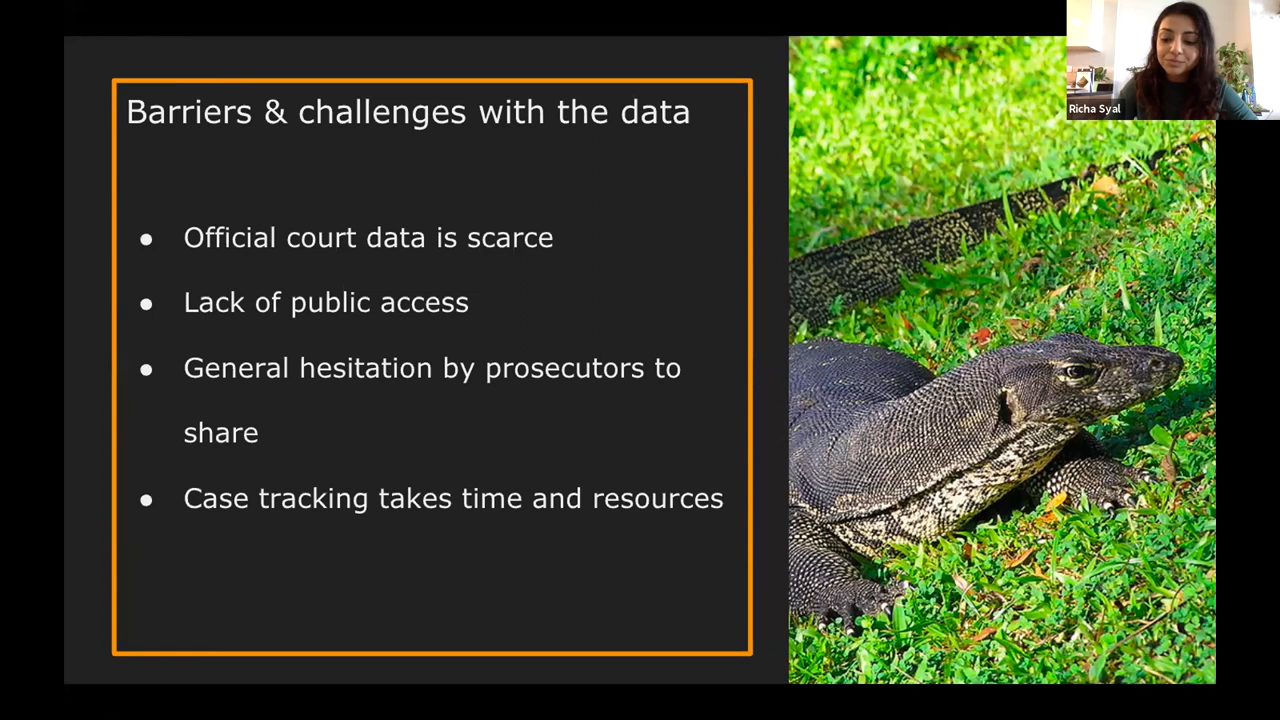 Barriers & challenges with the data
● Official court data is scarce
● Lack of public access
● General hesitation by prosecutors to
share
● Case tracking takes time and resources
Richa Syal